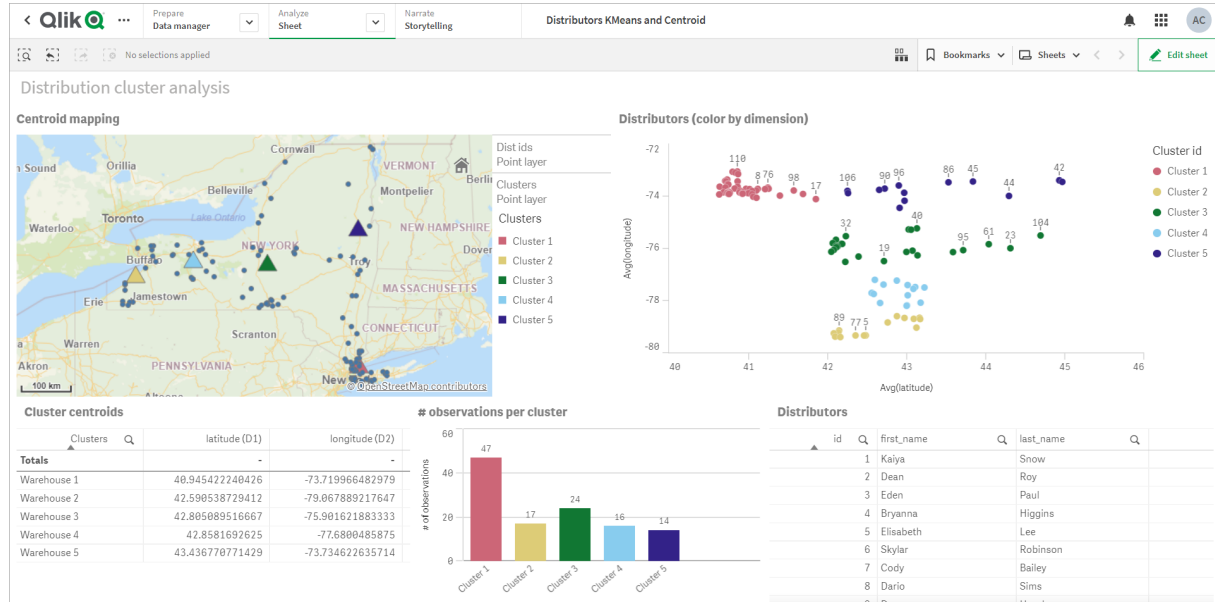 Qlik
Prepare
Data manager
Analyze
Sheet
Narrate
Storytelling
Distributors KMeans and Centroid
AC
No selections applied
Bookmarks
Sheets
Edit sheet
Distribution cluster analysis
Centroid mapping
Sound
Orillia
Cornwall
VERMONT
Berlin
Belleville
Montpelier
Toronto
Lake Ontario
Waterloo
NEW HAMPSHIRE
NEW YORK
Dover
Buffalo
Troy
MASSACHUSETTS
Erie
Jamestown
CONNECTICUT
Scranton
Warren
Akron
PENNSYLVANIA
New
100 km
Altoona
© OpenStreetMap contributors
Dist ids
Point layer
Clusters
Point layer
Clusters
Cluster 1
Cluster 2
Cluster 3
Cluster 4
Cluster 5
Distributors (color by dimension)
Avg(longitude)
-72
-74
-76
-78
-80
110
8
76
98
17
106
90
96
86
45
44
42
32
40
19
95
61
23
104
89
77
5
40
41
42
43
44
45
46
Avg(latitude)
Cluster id
Cluster 1
Cluster 2
Cluster 3
Cluster 4
Cluster 5
Cluster centroids
Clusters latitude (D1) longitude (D2)
Totals - -
Warehouse 1 40.945422240426 -73.719966482979
Warehouse 2 42.590538729412 -79.067889217647
Warehouse 3 42.805089516667 -75.901621883333
Warehouse 4 42.8581692625 -77.6800485875
Warehouse 5 43.436770771429 -73.734622635714
# observations per cluster
# of observations
60
40
20
0
47
17
24
16
14
Cluster 1
Cluster 2
Cluster 3
Cluster 4
Cluster 5
Distributors
id first_name last_name
1 Kaiya Snow
2 Dean Roy
3 Eden Paul
4 Bryanna Higgins
5 Elisabeth Lee
6 Skylar Robinson
7 Cody Bailey
8 Dario Sims